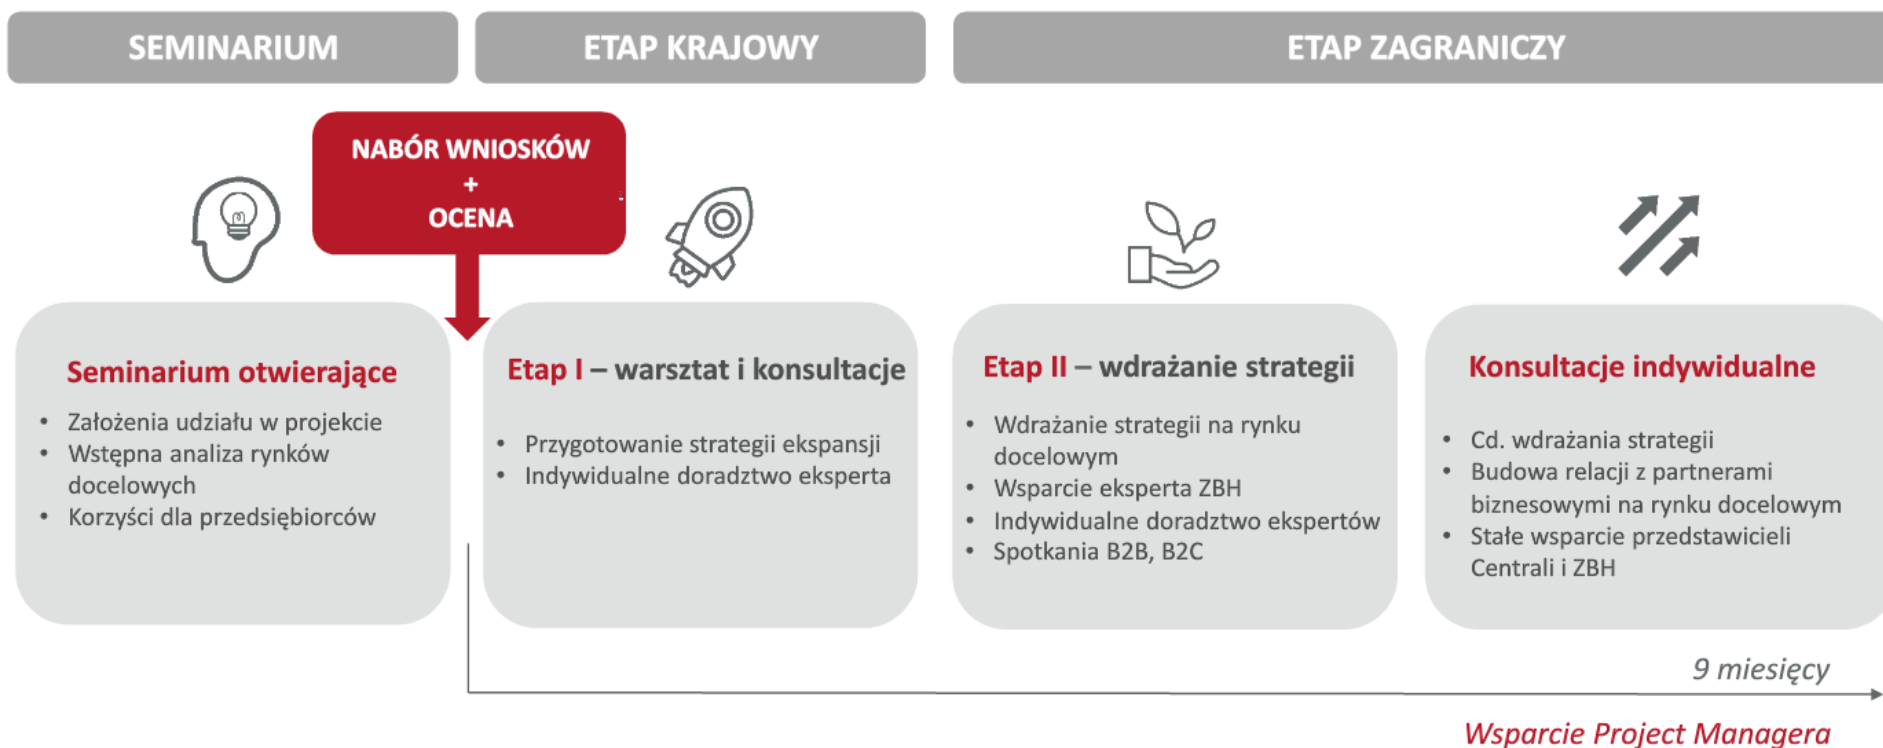 SEMINARIUM
ETAP KRAJOWY
ETAP ZAGRANICZY
NABÓR WNIOSKÓW
+
OCENA
Seminarium otwierające
• Założenia udziału w projekcie
• Wstępna analiza rynków
docelowych
• Korzyści dla przedsiębiorców
Etap I – warsztat i konsultacje
• Przygotowanie strategii ekspansji
• Indywidualne doradztwo eksperta
Etap II – wdrażanie strategii
• Wdrażanie strategii na rynku
docelowym
• Wsparcie eksperta ZBH
• Indywidualne doradztwo ekspertów
• Spotkania B2B, B2C
Konsultacje indywidualne
• Cd. wdrażania strategii
• Budowa relacji z partnerami
biznesowymi na rynku docelowym
• Stałe wsparcie przedstawicieli
Centrali i ZBH
9 miesięcy
Wsparcie Project Managera